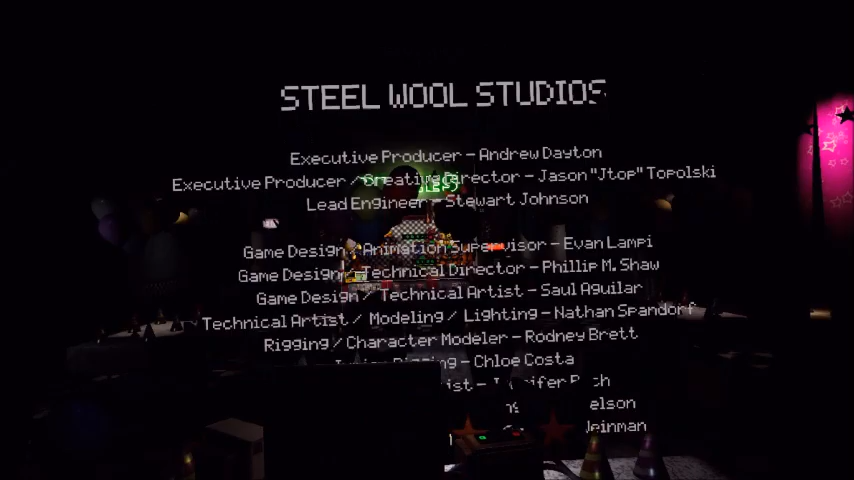 STEEL WOOL STUDIOS
Executive Producer - Andrew Dayton
Executive Producer / Creative Director - Jason "Jtop" Topolski
Lead Engineer - Stewart Johnson
Game Design / Animation Supervisor - Evan Lampi
Game Design / Technical Director - Phillip M. Shaw
Game Design / Technical Artist - Saul Aguilar
Technical Artist / Modeling / Lighting - Nathan Spandorf
Rigging / Character Modeler - Rodney Brett
Rigging - Chloe Costa